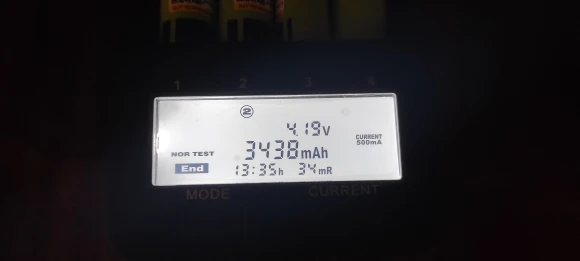 1 2 3 4
②
4.19V
CURRENT
500mA
NOR TEST
3438mAh
End
13:35h 34mR
MODE CURRENT